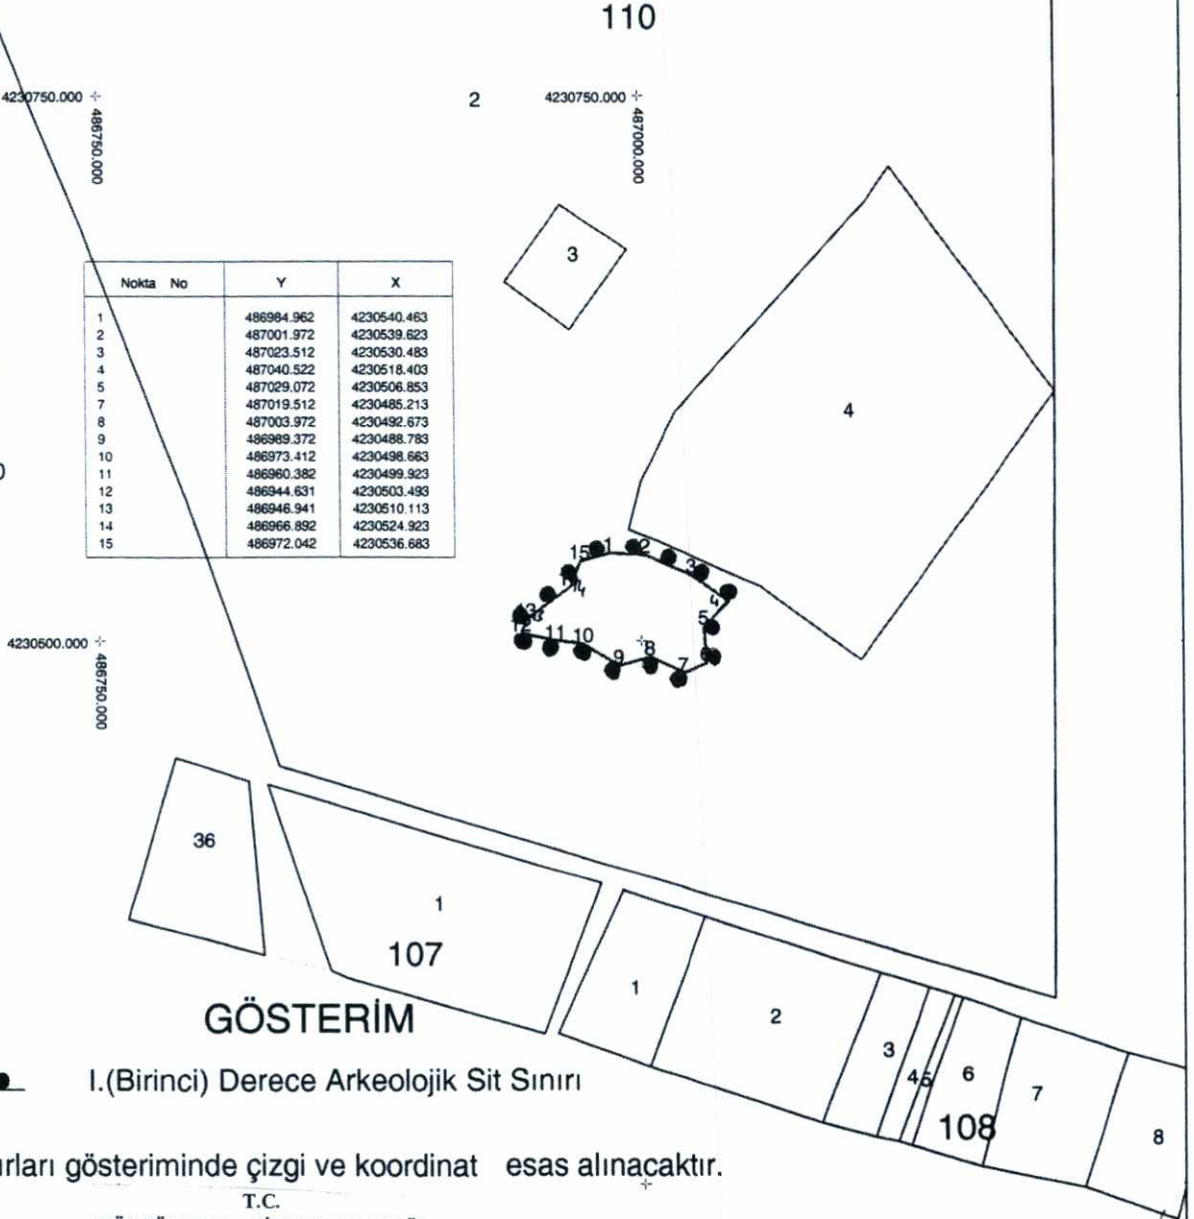 110
4230750.000
486750.000
2
4230750.000
487000.000
3
Nokta No Y X
1 486984.962 4230540.463
2 487001.972 4230539.623
3 487023.512 4230530.483
4 487040.522 4230518.403
5 487029.072 4230506.853
7 487019.512 4230485.213
8 487003.972 4230492.673
9 486989.372 4230488.783
10 486973.412 4230498.663
11 486960.382 4230499.923
12 486944.631 4230503.493
13 486946.941 4230510.113
14 486966.892 4230524.923
15 486972.042 4230536.683
4
15 1 2
3
14
4
13
5
12 11 10
9 8 7 6
4230500.000
486750.000
36
1
107
1
2
3
4 5
6
7
8
108
GÖSTERİM
I.(Birinci) Derece Arkeolojik Sit Sınırı
gösteriminde çizgi ve koordinat esas alınacaktır.
T.C.